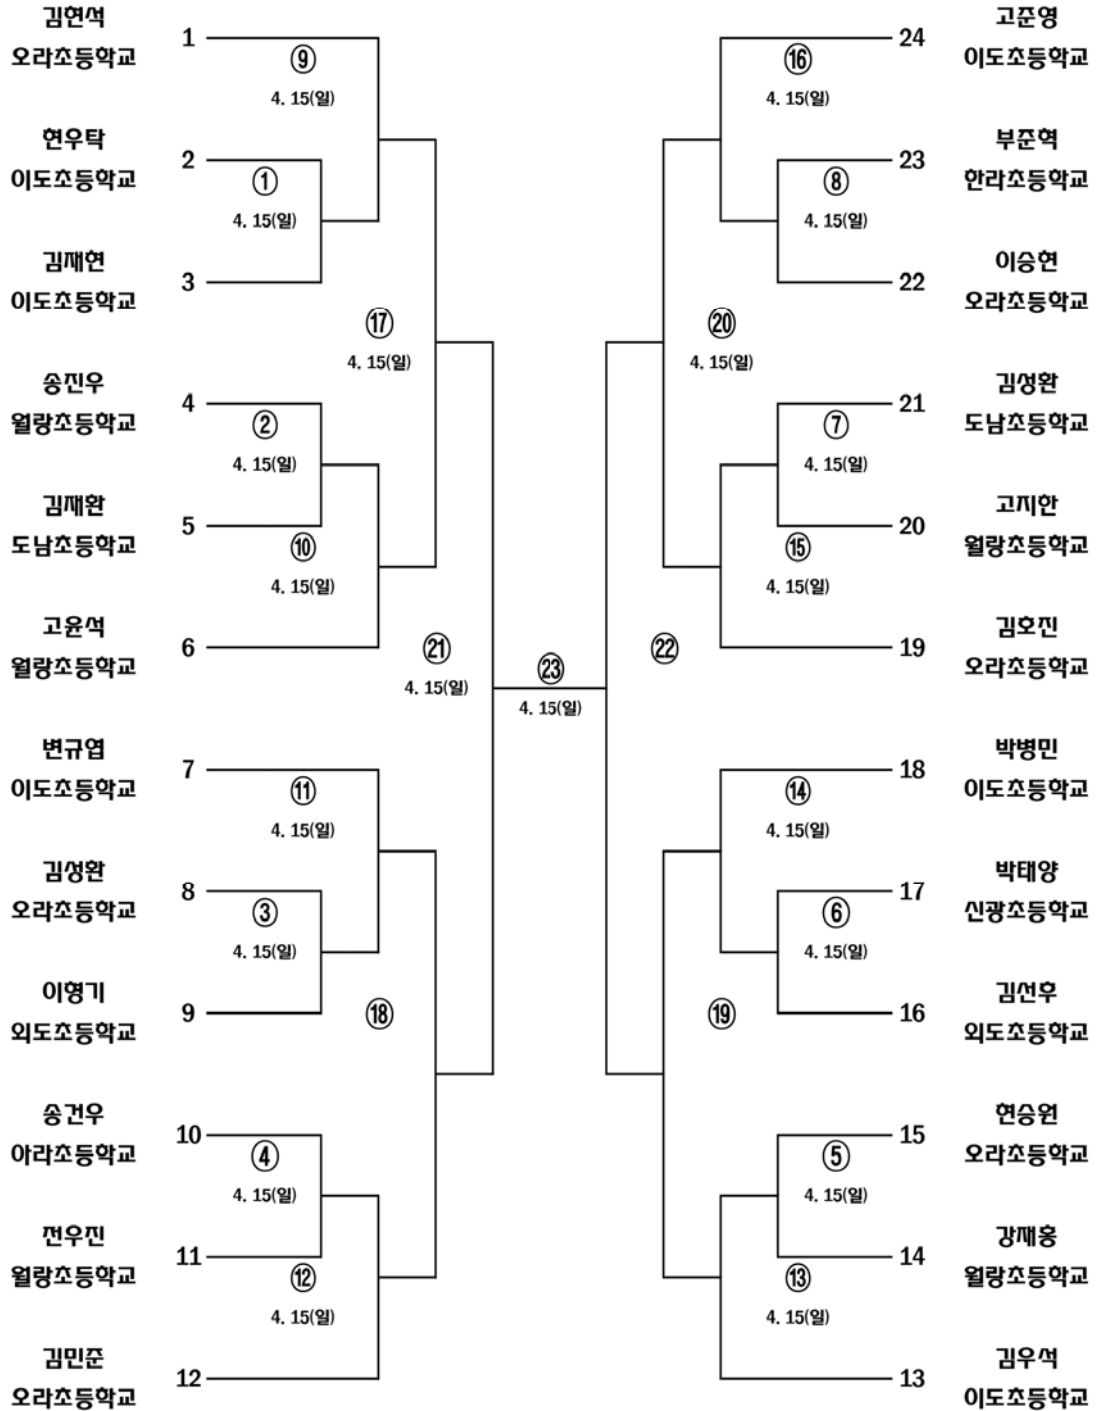 김현석
오라초등학교
1
⑨
4. 15(일)
현우탁
이도초등학교
2
①
4. 15(일)
김재현
이도초등학교
3
⑰
4. 15(일)
송진우
월랑초등학교
4
②
4. 15(일)
김재환
도남초등학교
5
⑩
4. 15(일)
고윤석
월랑초등학교
6
㉑
4. 15(일)
변규엽
이도초등학교
7
⑪
4. 15(일)
김성환
오라초등학교
8
③
4. 15(일)
이형기
외도초등학교
9
⑱
송건우
아라초등학교
10
④
4. 15(일)
전우진
월랑초등학교
11
⑫
4. 15(일)
김민준
오라초등학교
12
㉓
4. 15(일)
고준영
이도초등학교
24
⑯
4. 15(일)
부준혁
한라초등학교
23
⑧
4. 15(일)
이승현
오라초등학교
22
⑳
4. 15(일)
김성환
도남초등학교
21
⑦
4. 15(일)
고지한
월랑초등학교
20
⑮
4. 15(일)
김호진
오라초등학교
19
㉒
박병민
이도초등학교
18
⑭
4. 15(일)
박태양
신광초등학교
17
⑥
4. 15(일)
김선후
외도초등학교
16
⑲
현승원
오라초등학교
15
⑤
4. 15(일)
강재홍
월랑초등학교
14
⑬
4. 15(일)
김우석
이도초등학교
13